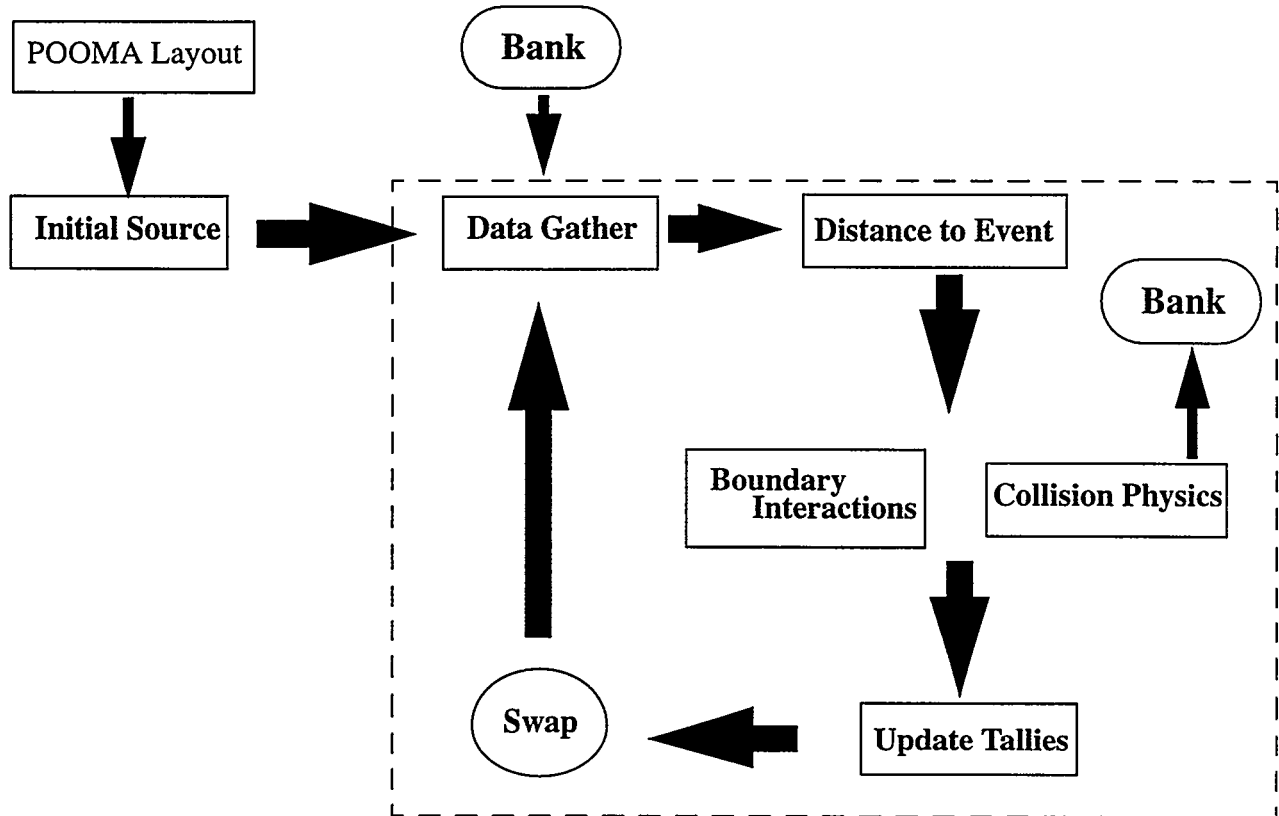 POOMA Layout
Bank
Initial Source
Data Gather
Distance to Event
Bank
Boundary
Interactions
Collision Physics
Swap
Update Tallies